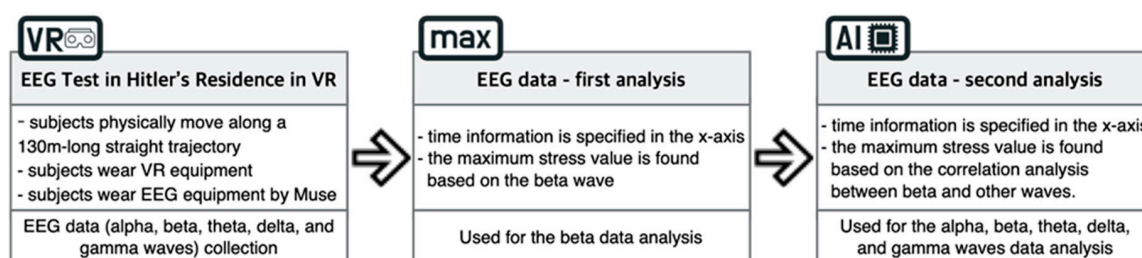 VR
EEG Test in Hitler's Residence in VR
- subjects physically move along a
130m-long straight trajectory
- subjects wear VR equipment
- subjects wear EEG equipment by Muse
EEG data (alpha, beta, theta, delta, and
gamma waves) collection
max
EEG data - first analysis
- time information is specified in the x-axis
- the maximum stress value is found
based on the beta wave
Used for the beta data analysis
AI
EEG data - second analysis
- time information is specified in the x-axis
- the maximum stress value is found
based on the correlation analysis
between beta and other waves.
Used for the alpha, beta, theta, delta,
and gamma waves data analysis